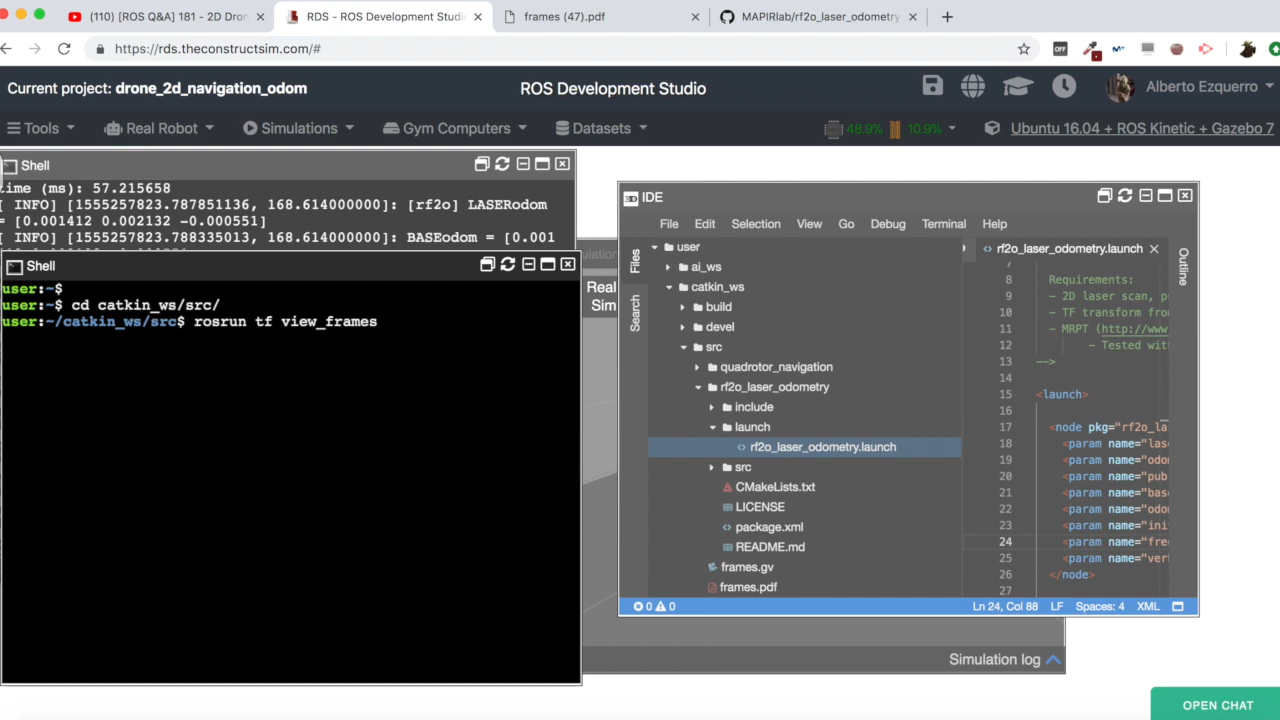 (110) [ROS Q&A] 181 - 2D Dron
RDS - ROS Development Studi
frames (47).pdf
MAPIRlab/rf2o_laser_odometry
https://rds.theconstructsim.com/#
OFF
Current project: drone_2d_navigation_odom
ROS Development Studio
Alberto Ezquerro
Tools
Real Robot
Simulations
Gym Computers
Datasets
48.9%
10.9%
Ubuntu 16.04 + ROS Kinetic + Gazebo 7
Shell
time (ms): 57.215658
[ INFO] [1555257823.787851136, 168.614000000]: [rf2o] LASERodom
= [0.001412 0.002132 -0.000551]
[ INFO] [1555257823.788335013, 168.614000000]: BASEodom = [0.001
Shell
user:~$
user:~$ cd catkin_ws/src/
user:~/catkin_ws/src$ rosrun tf view_frames
ulation
Real
Sim
IDE
File Edit Selection View Go Debug Terminal Help
Files
Search
user
ai_ws
catkin_ws
build
devel
src
quadrotor_navigation
rf2o_laser_odometry
include
launch
rf2o_laser_odometry.launch
src
CMakeLists.txt
LICENSE
package.xml
README.md
frames.gv
frames.pdf
rf2o_laser_odometry.launch
Outline
7
8 Requirements:
9 - 2D laser scan, pu
10 - TF transform from
11 - MRPT (http://www
12 - Tested with
13 -->
14
15 <launch>
16
17 <node pkg="rf2o_la
18 <param name="las
19 <param name="odo
20 <param name="pub
21 <param name="bas
22 <param name="odo
23 <param name="ini
24 <param name="fre
25 <param name="ver
26 </node>
27
0 0
Ln 24, Col 88 LF Spaces: 4 XML
Simulation log
OPEN CHAT